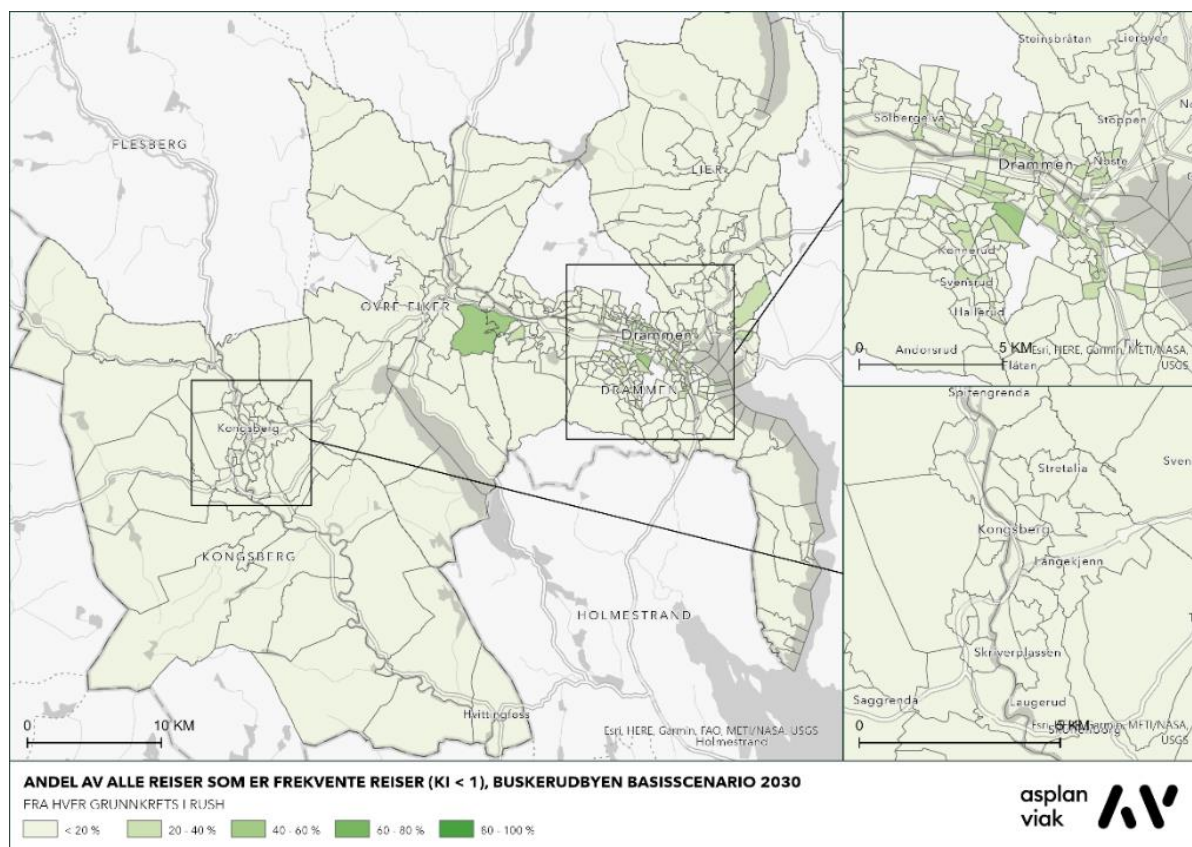 FLESBERG
LIER
ØVRE EIKER
Drammen
DRAMMEN
Kongsberg
KONGSBERG
HOLMESTRAND
Hvittingfoss
0 10 KM
Esri, HERE, Garmin, FAO, METI/NASA, USGS
Holmestrand
Steinsbråtan
Lierbyen
Solbergelva
Stoppen
Drammen
Nøste
Konnerud
Svensrud
Hallerud
0 5 KM
Andorsrud
Esri, HERE, Garmin, METI/NASA,
USGS
Spitengrenda
Stretalia
Kongsberg
Langekjenn
Skriverplassen
Saggrenda
Laugerud
0 5 KM
Esri, HERE, Garmin, METI/NASA,
USGS
ANDEL AV ALLE REISER SOM ER FREKVENTE REISER (KI < 1), BUSKERUDBYEN BASISSCENARIO 2030
FRA HVER GRUNNKRETS I RUSH
< 20 % 20 - 40 % 40 - 60 % 60 - 80 % 80 - 100 %
asplan
viak